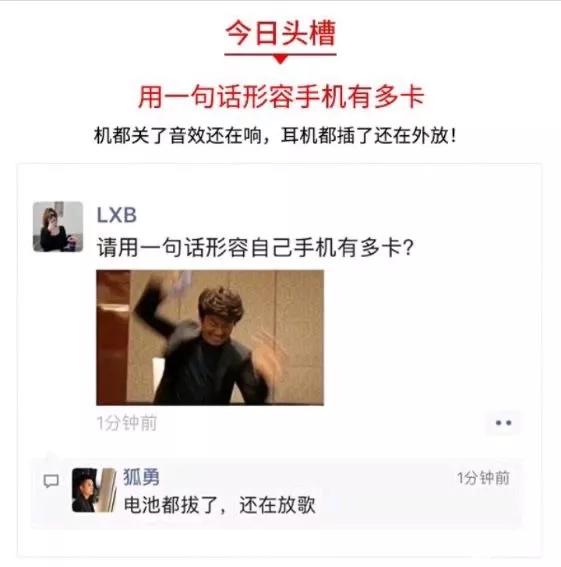 今日头槽
用一句话形容手机有多卡
机都关了音效还在响，耳机都插了还在外放！
LXB
请用一句话形容自己手机有多卡？
1分钟前
狐勇
1分钟前
电池都拔了，还在放歌